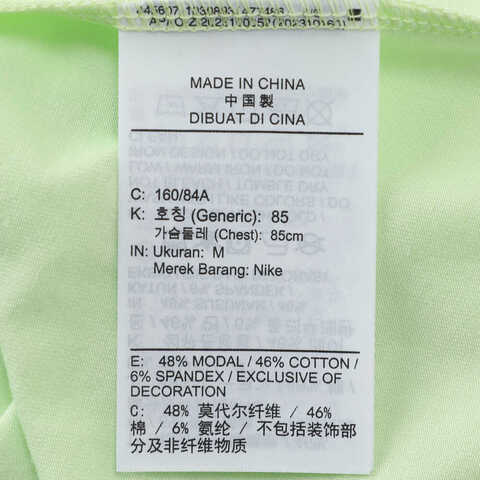 MADE IN CHINA
中国製
DIBUAT DI CINA
C: 160/84A
K: 호칭 (Generic): 85
가슴둘레 (Chest): 85cm
IN: Ukuran: M
Merek Barang: Nike
E: 48% MODAL / 46% COTTON /
6% SPANDEX / EXCLUSIVE OF
DECORATION
C: 48% 莫代尔纤维 / 46%
棉 / 6% 氨纶 / 不包括装饰部
分及非纤维物质